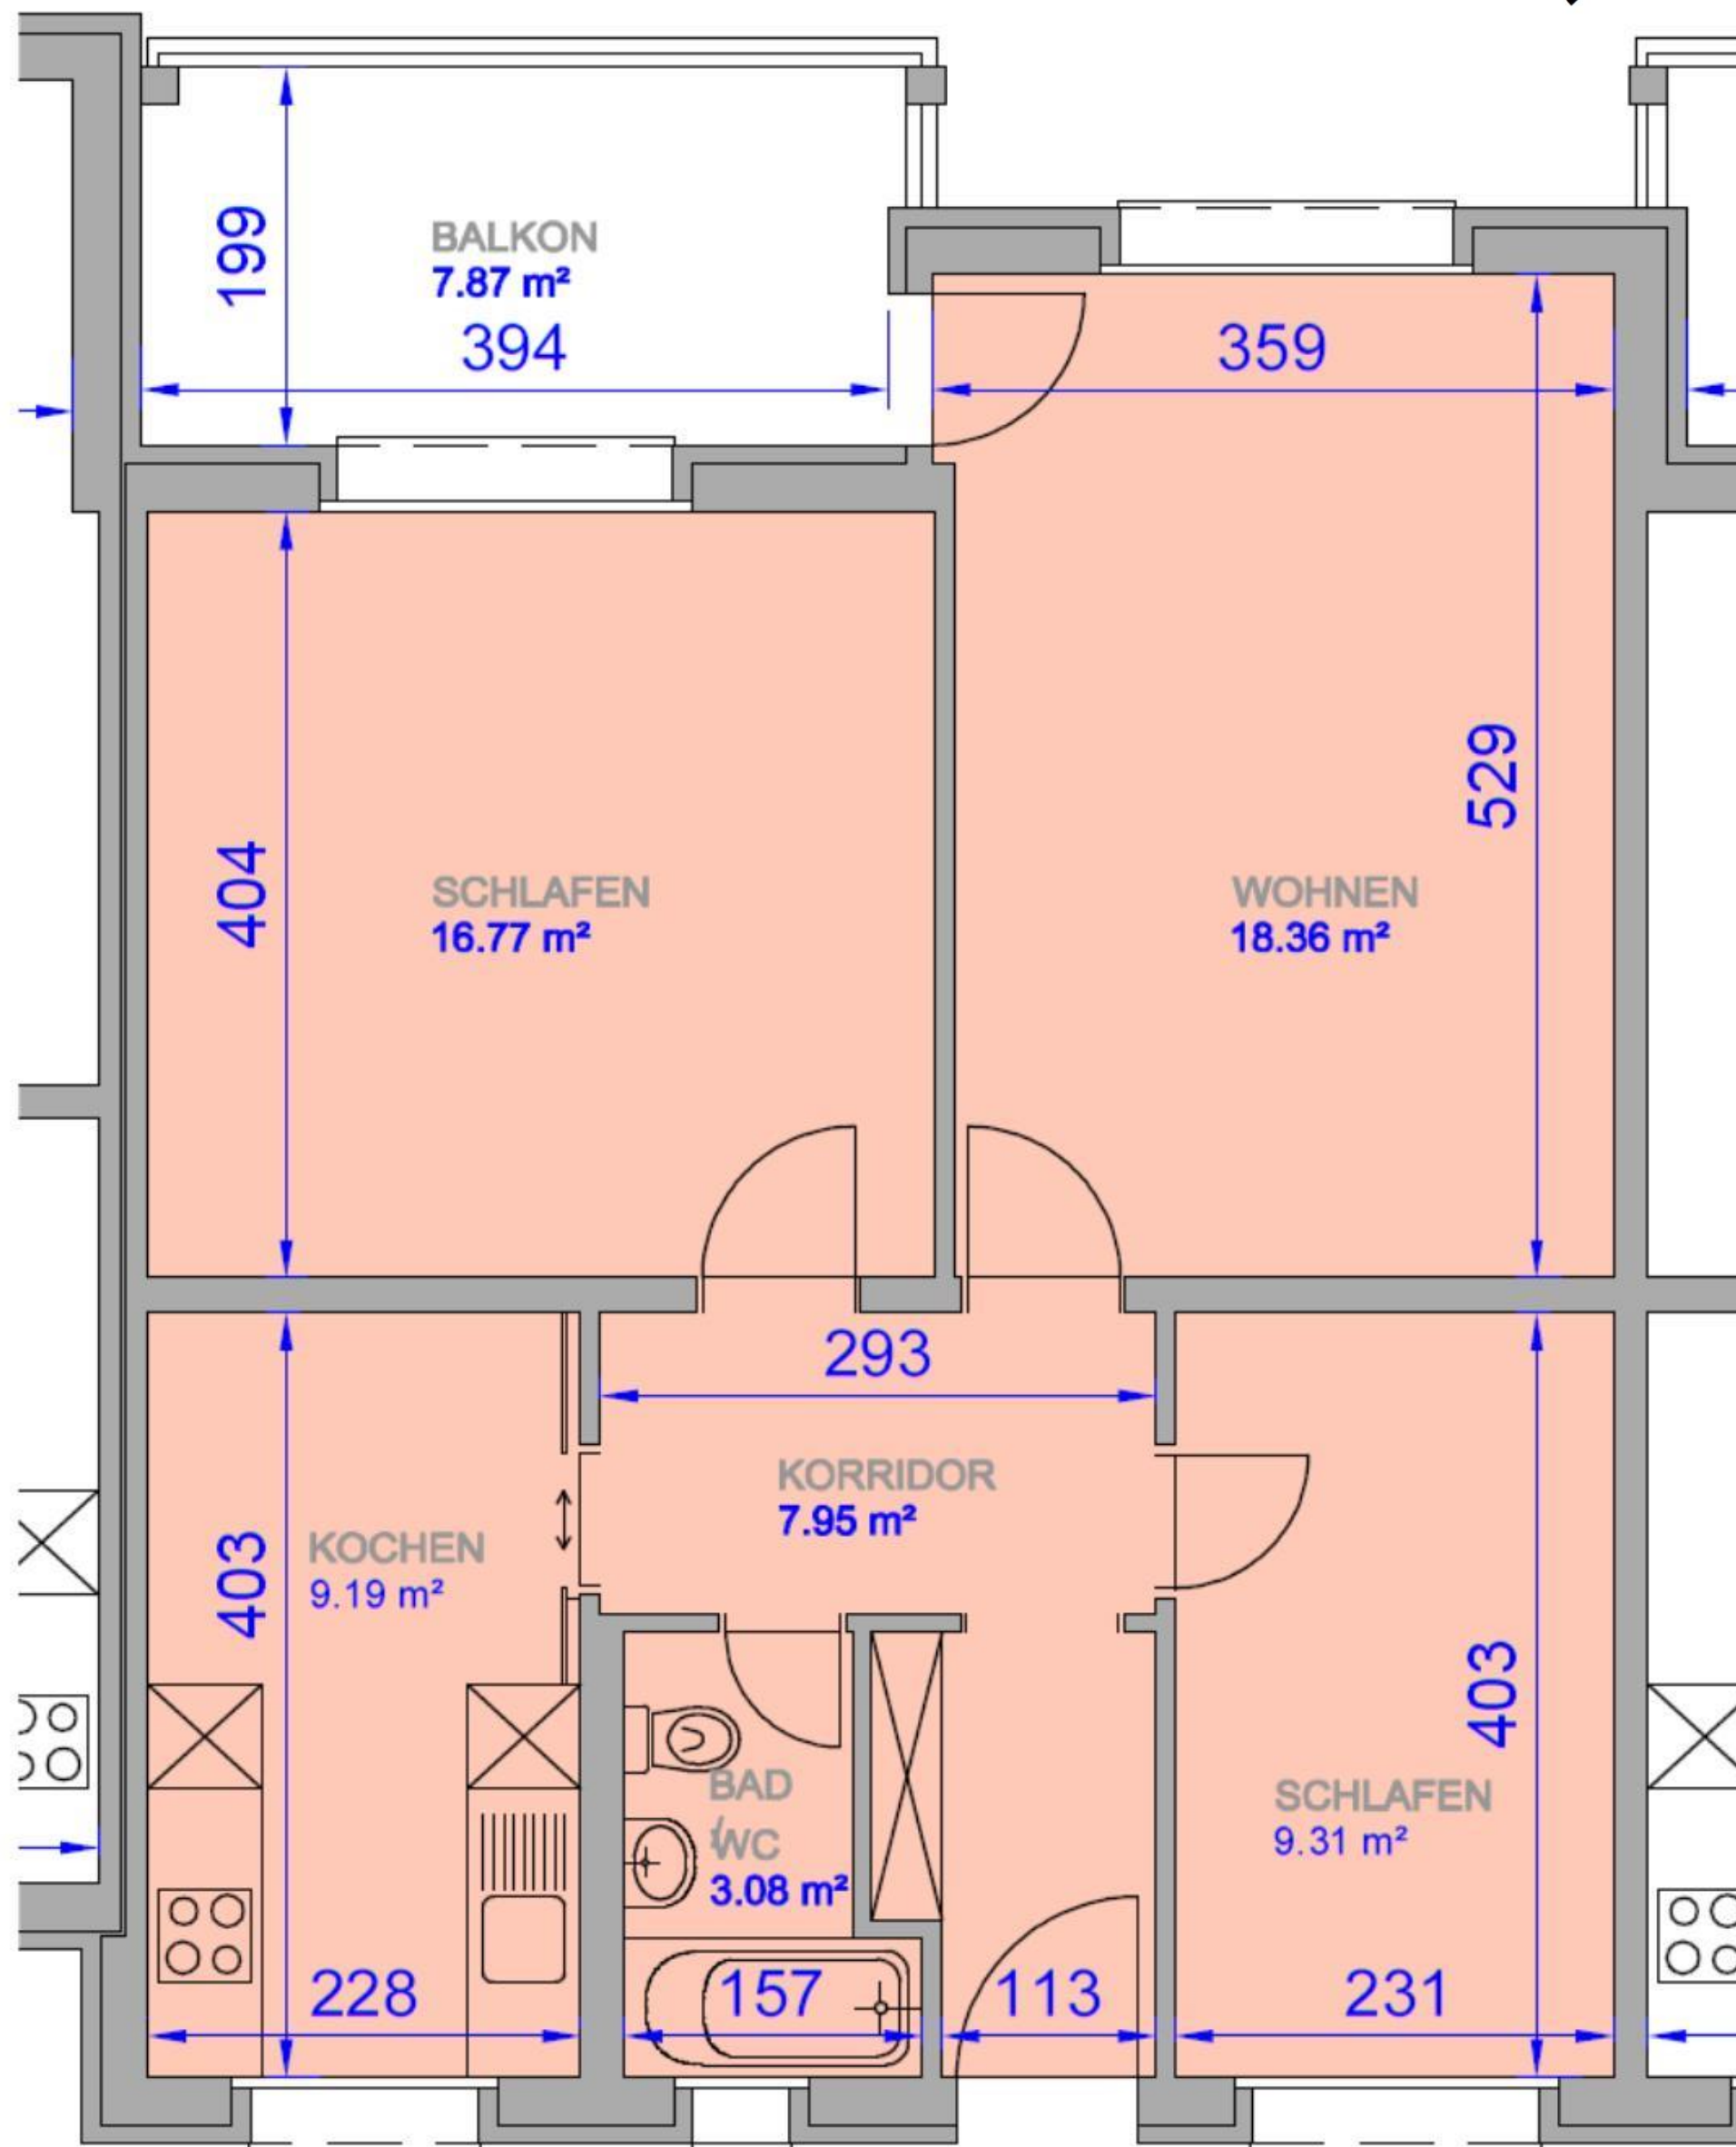 199
BALKON
7.87 m²
394
359
404
SCHLAFEN
16.77 m²
529
WOHNEN
18.36 m²
293
KORRIDOR
7.95 m²
403
KOCHEN
9.19 m²
BAD
/WC
3.08 m²
403
SCHLAFEN
9.31 m²
228
157
113
231